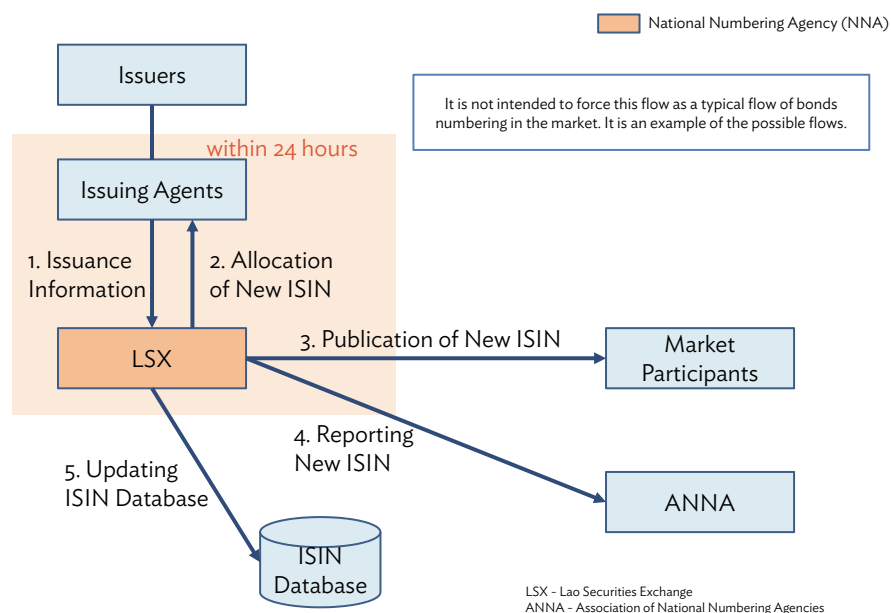 National Numbering Agency (NNA)
Issuers
It is not intended to force this flow as a typical flow of bonds
numbering in the market. It is an example of the possible flows.
within 24 hours
Issuing Agents
1. Issuance
Information
2. Allocation
of New ISIN
3. Publication of New ISIN
LSX
Market
Participants
4. Reporting
New ISIN
5. Updating
ISIN Database
ANNA
ISIN
Database
LSX - Lao Securities Exchange
ANNA - Association of National Numbering Agencies